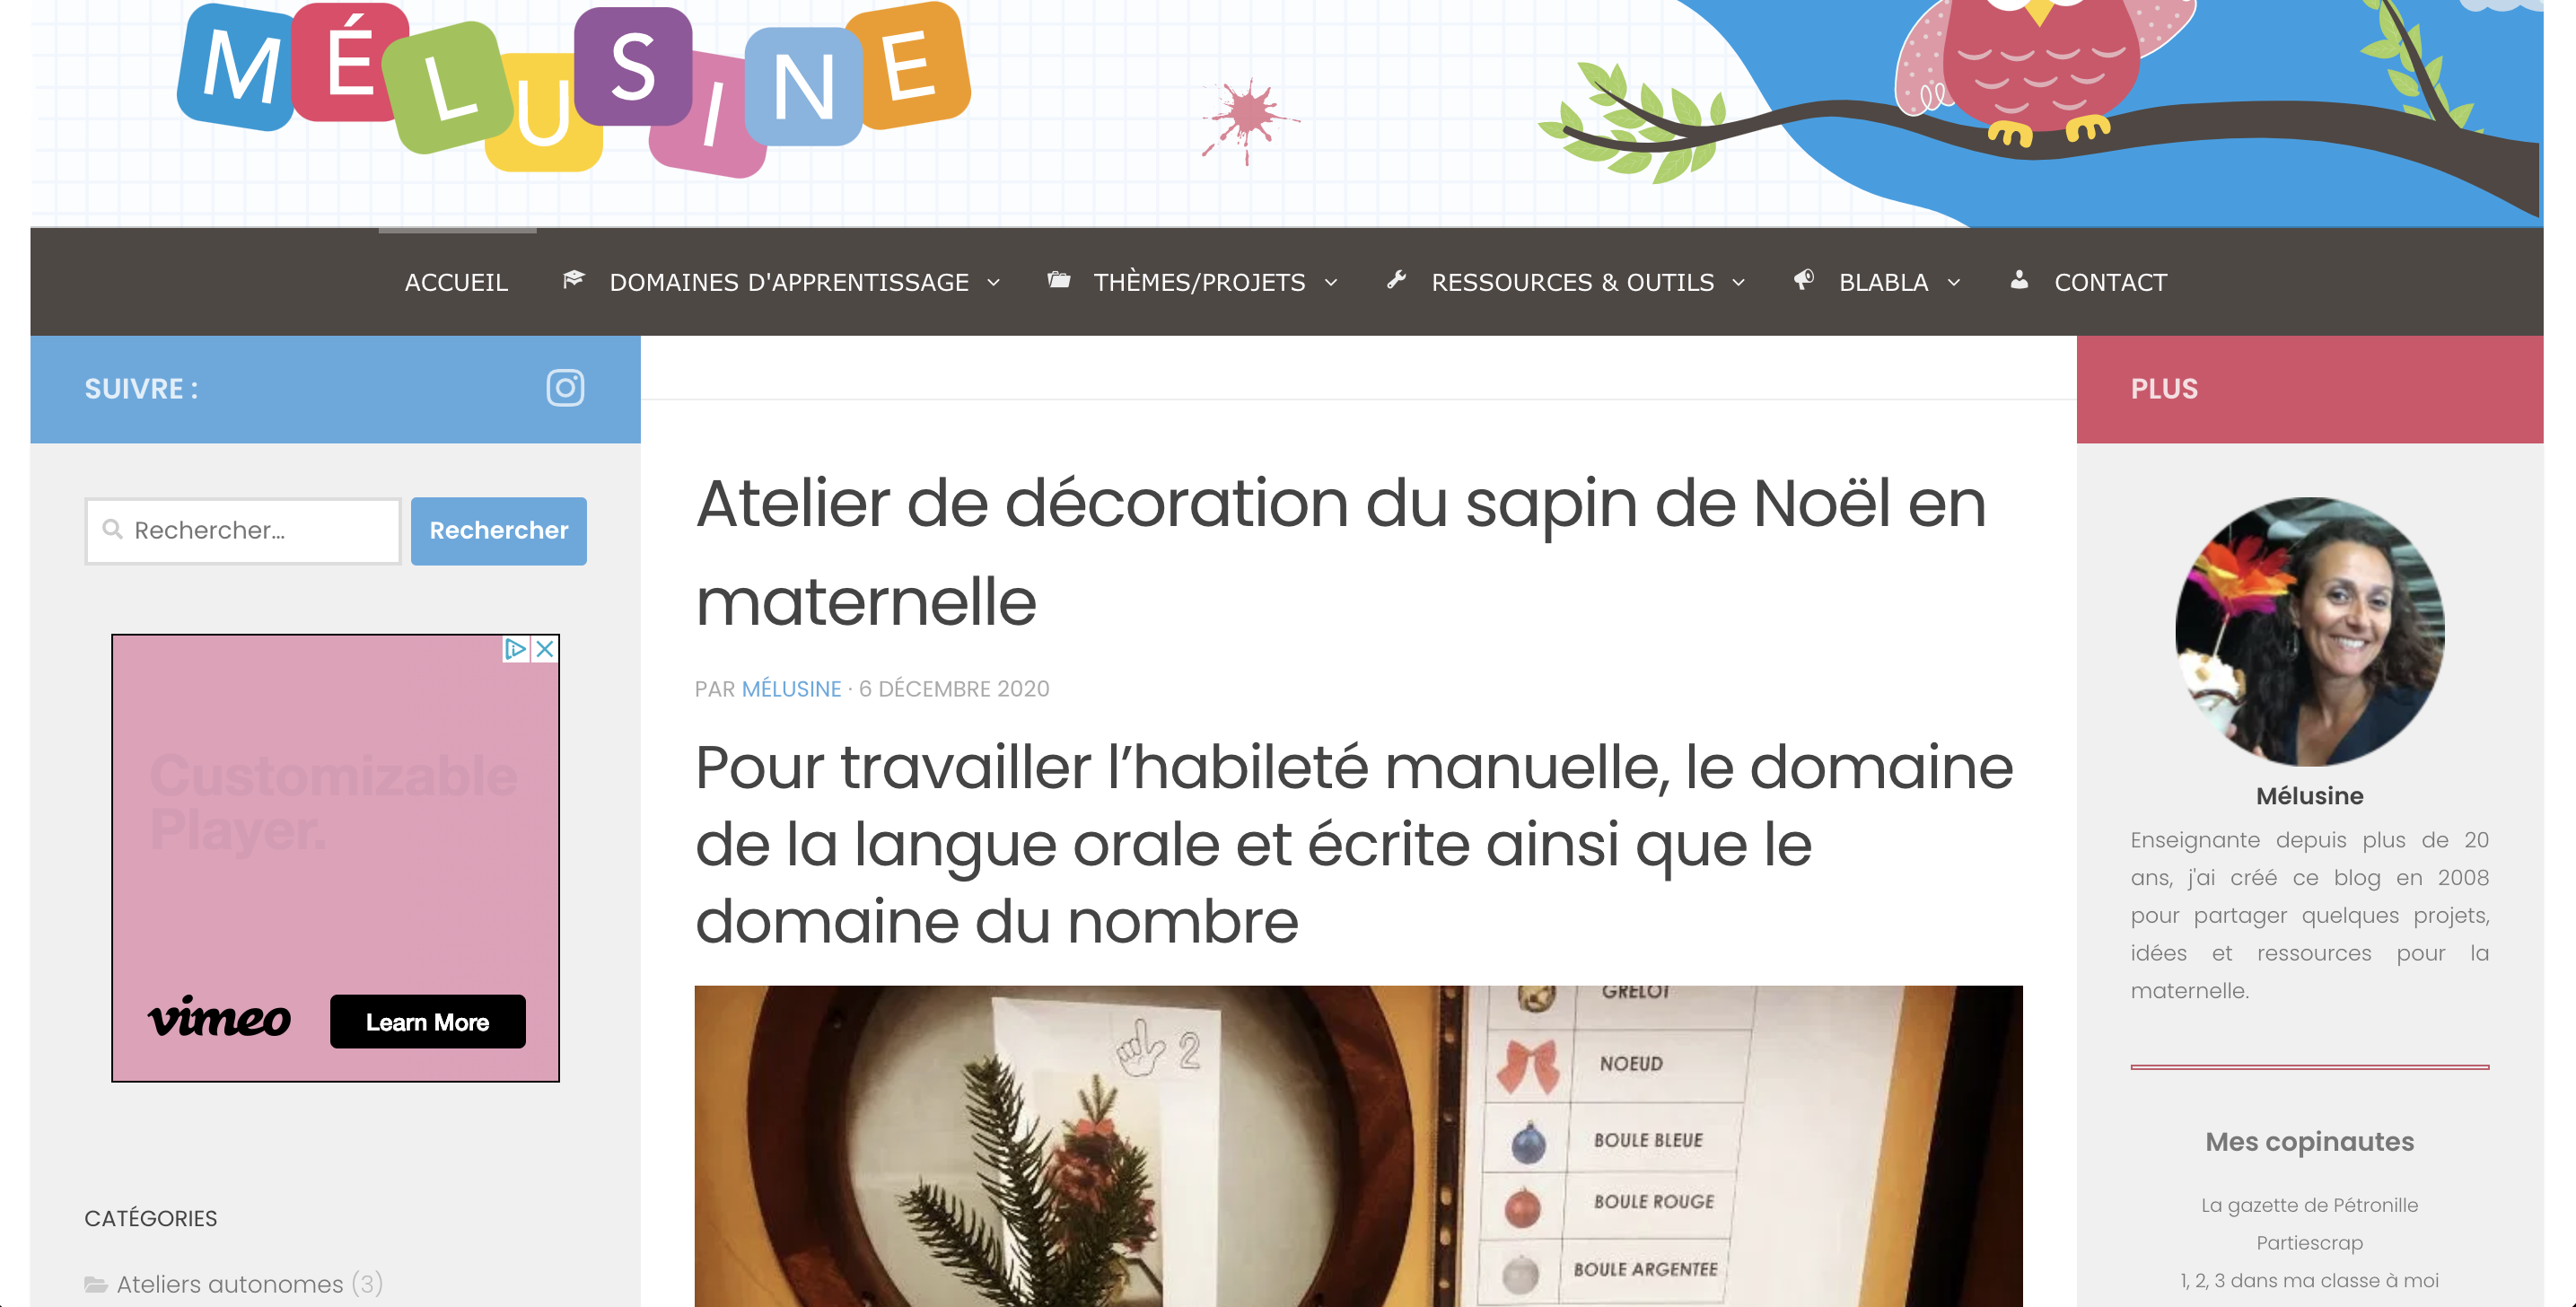 MÉLUSINE
ACCUEIL
DOMAINES D'APPRENTISSAGE
THÈMES/PROJETS
RESSOURCES & OUTILS
BLABLA
CONTACT
SUIVRE :
Rechercher...
Rechercher
Customizable
Player.
vimeo
Learn More
CATÉGORIES
Ateliers autonomes (3)
Atelier de décoration du sapin de Noël en
maternelle
PAR MÉLUSINE · 6 DÉCEMBRE 2020
Pour travailler l’habileté manuelle, le domaine
de la langue orale et écrite ainsi que le
domaine du nombre
2
GRELOT
NOEUD
BOULE BLEUE
BOULE ROUGE
BOULE ARGENTEE
PLUS
Mélusine
Enseignante depuis plus de 20
ans, j'ai créé ce blog en 2008
pour partager quelques projets,
idées et ressources pour la
maternelle.
Mes copinautes
La gazette de Pétronille
Partiescrap
1, 2, 3 dans ma classe à moi